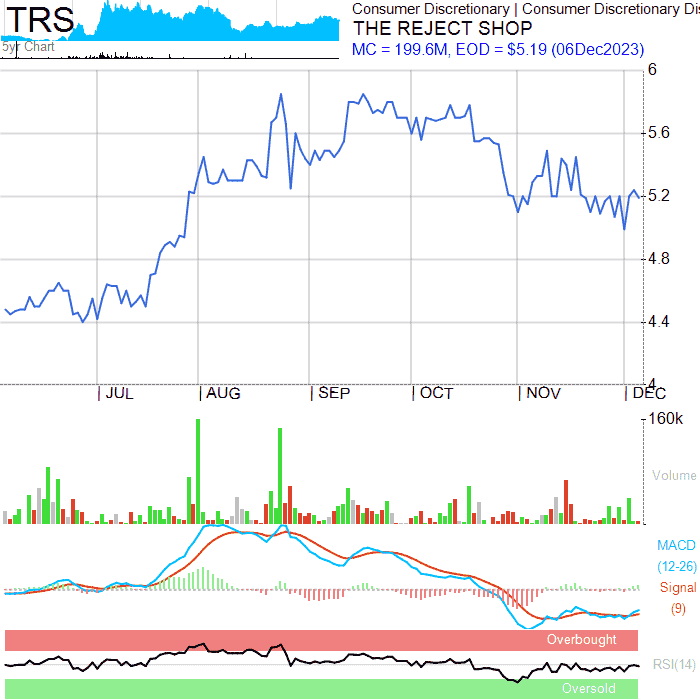 TRS
5yr Chart
Consumer Discretionary | Consumer Discretionary Dis
THE REJECT SHOP
MC = 199.6M, EOD = $5.19 (06Dec2023)
6
5.6
5.2
4.8
4.4
4
JUL
AUG
SEP
OCT
NOV
DEC
160k
Volume
MACD
(12-26)
Signal
(9)
Overbought
RSI(14)
Oversold